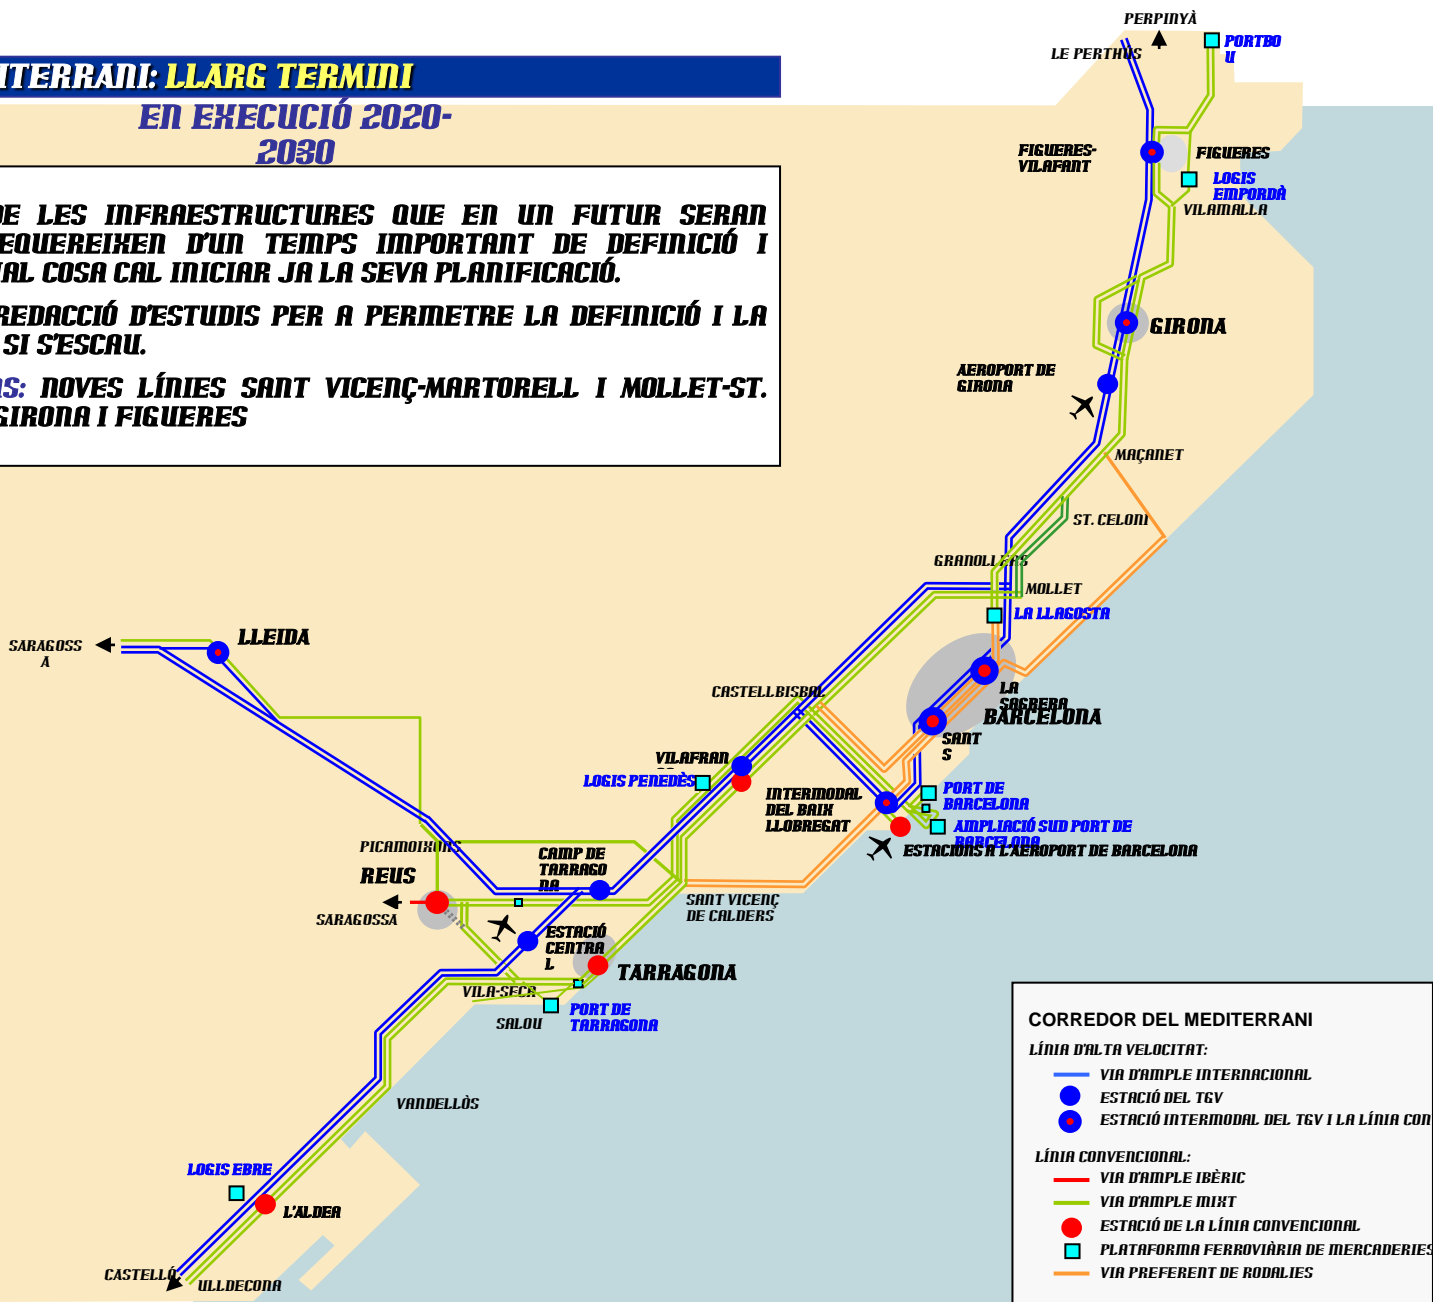 PERPINYÀ
LE PERTHÚS
PORTBO
U
ITERRANI: LLARG TERMINI
EN EXECUCIÓ 2020-
2030
FIGUERES-
VILAFANT
FIGUERES
LOGIS
EMPORDÀ
VILAMALLA
DE LES INFRAESTRUCTURES QUE EN UN FUTUR SERAN
EQUEREIXEN D'UN TEMPS IMPORTANT DE DEFINICIÓ I
AL COSA CAL INICIAR JA LA SEVA PLANIFICACIÓ.
REDACCIÓ D'ESTUDIS PER A PERMETRE LA DEFINICIÓ I LA
SI S'ESCAU.
AS: NOVES LÍNIES SANT VICENÇ-MARTORELL I MOLLET-ST.
GIRONA I FIGUERES
GIRONA
AEROPORT DE
GIRONA
MAÇANET
ST. CELONI
GRANOLLERS
MOLLET
LA LLAGOSTA
SARAGOSS
A
LLEIDA
CASTELLBISBAL
LA
SAGRERA
BARCELONA
SANT
S
VILAFRAN
LOGIS PENEDÈS
INTERMODAL
DEL BAIX
LLOBREGAT
PORT DE
BARCELONA
AMPLIACIÓ SUD PORT DE
BARCELONA
ESTACIONS A L'AEROPORT DE BARCELONA
PICAMOIXONS
REUS
CAMP DE
TARRAGO
NA
SARAGOSSA
SANT VICENÇ
DE CALDERS
ESTACIÓ
CENTRA
L
TARRAGONA
VILA-SECA
SALOU
PORT DE
TARRAGONA
VANDELLÒS
LOGIS EBRE
L'ALDEA
CASTELLÓ
ULLDECONA
CORREDOR DEL MEDITERRANI
LÍNIA D'ALTA VELOCITAT:
VIA D'AMPLE INTERNACIONAL
ESTACIÓ DEL TGV
ESTACIÓ INTERMODAL DEL TGV I LA LÍNIA CON
LÍNIA CONVENCIONAL:
VIA D'AMPLE IBÈRIC
VIA D'AMPLE MIXT
ESTACIÓ DE LA LÍNIA CONVENCIONAL
PLATAFORMA FERROVIÀRIA DE MERCADERIES
VIA PREFERENT DE RODALIES